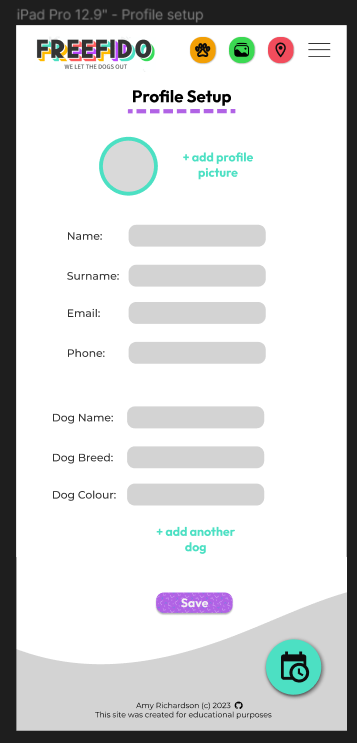 iPad Pro 12.9" - Profile setup
FREEFIDO
WE LET THE DOGS OUT
Profile Setup
+ add profile
picture
Name:
Surname:
Email:
Phone:
Dog Name:
Dog Breed:
Dog Colour:
+ add another
dog
Save
Amy Richardson (c) 2023
This site was created for educational purposes